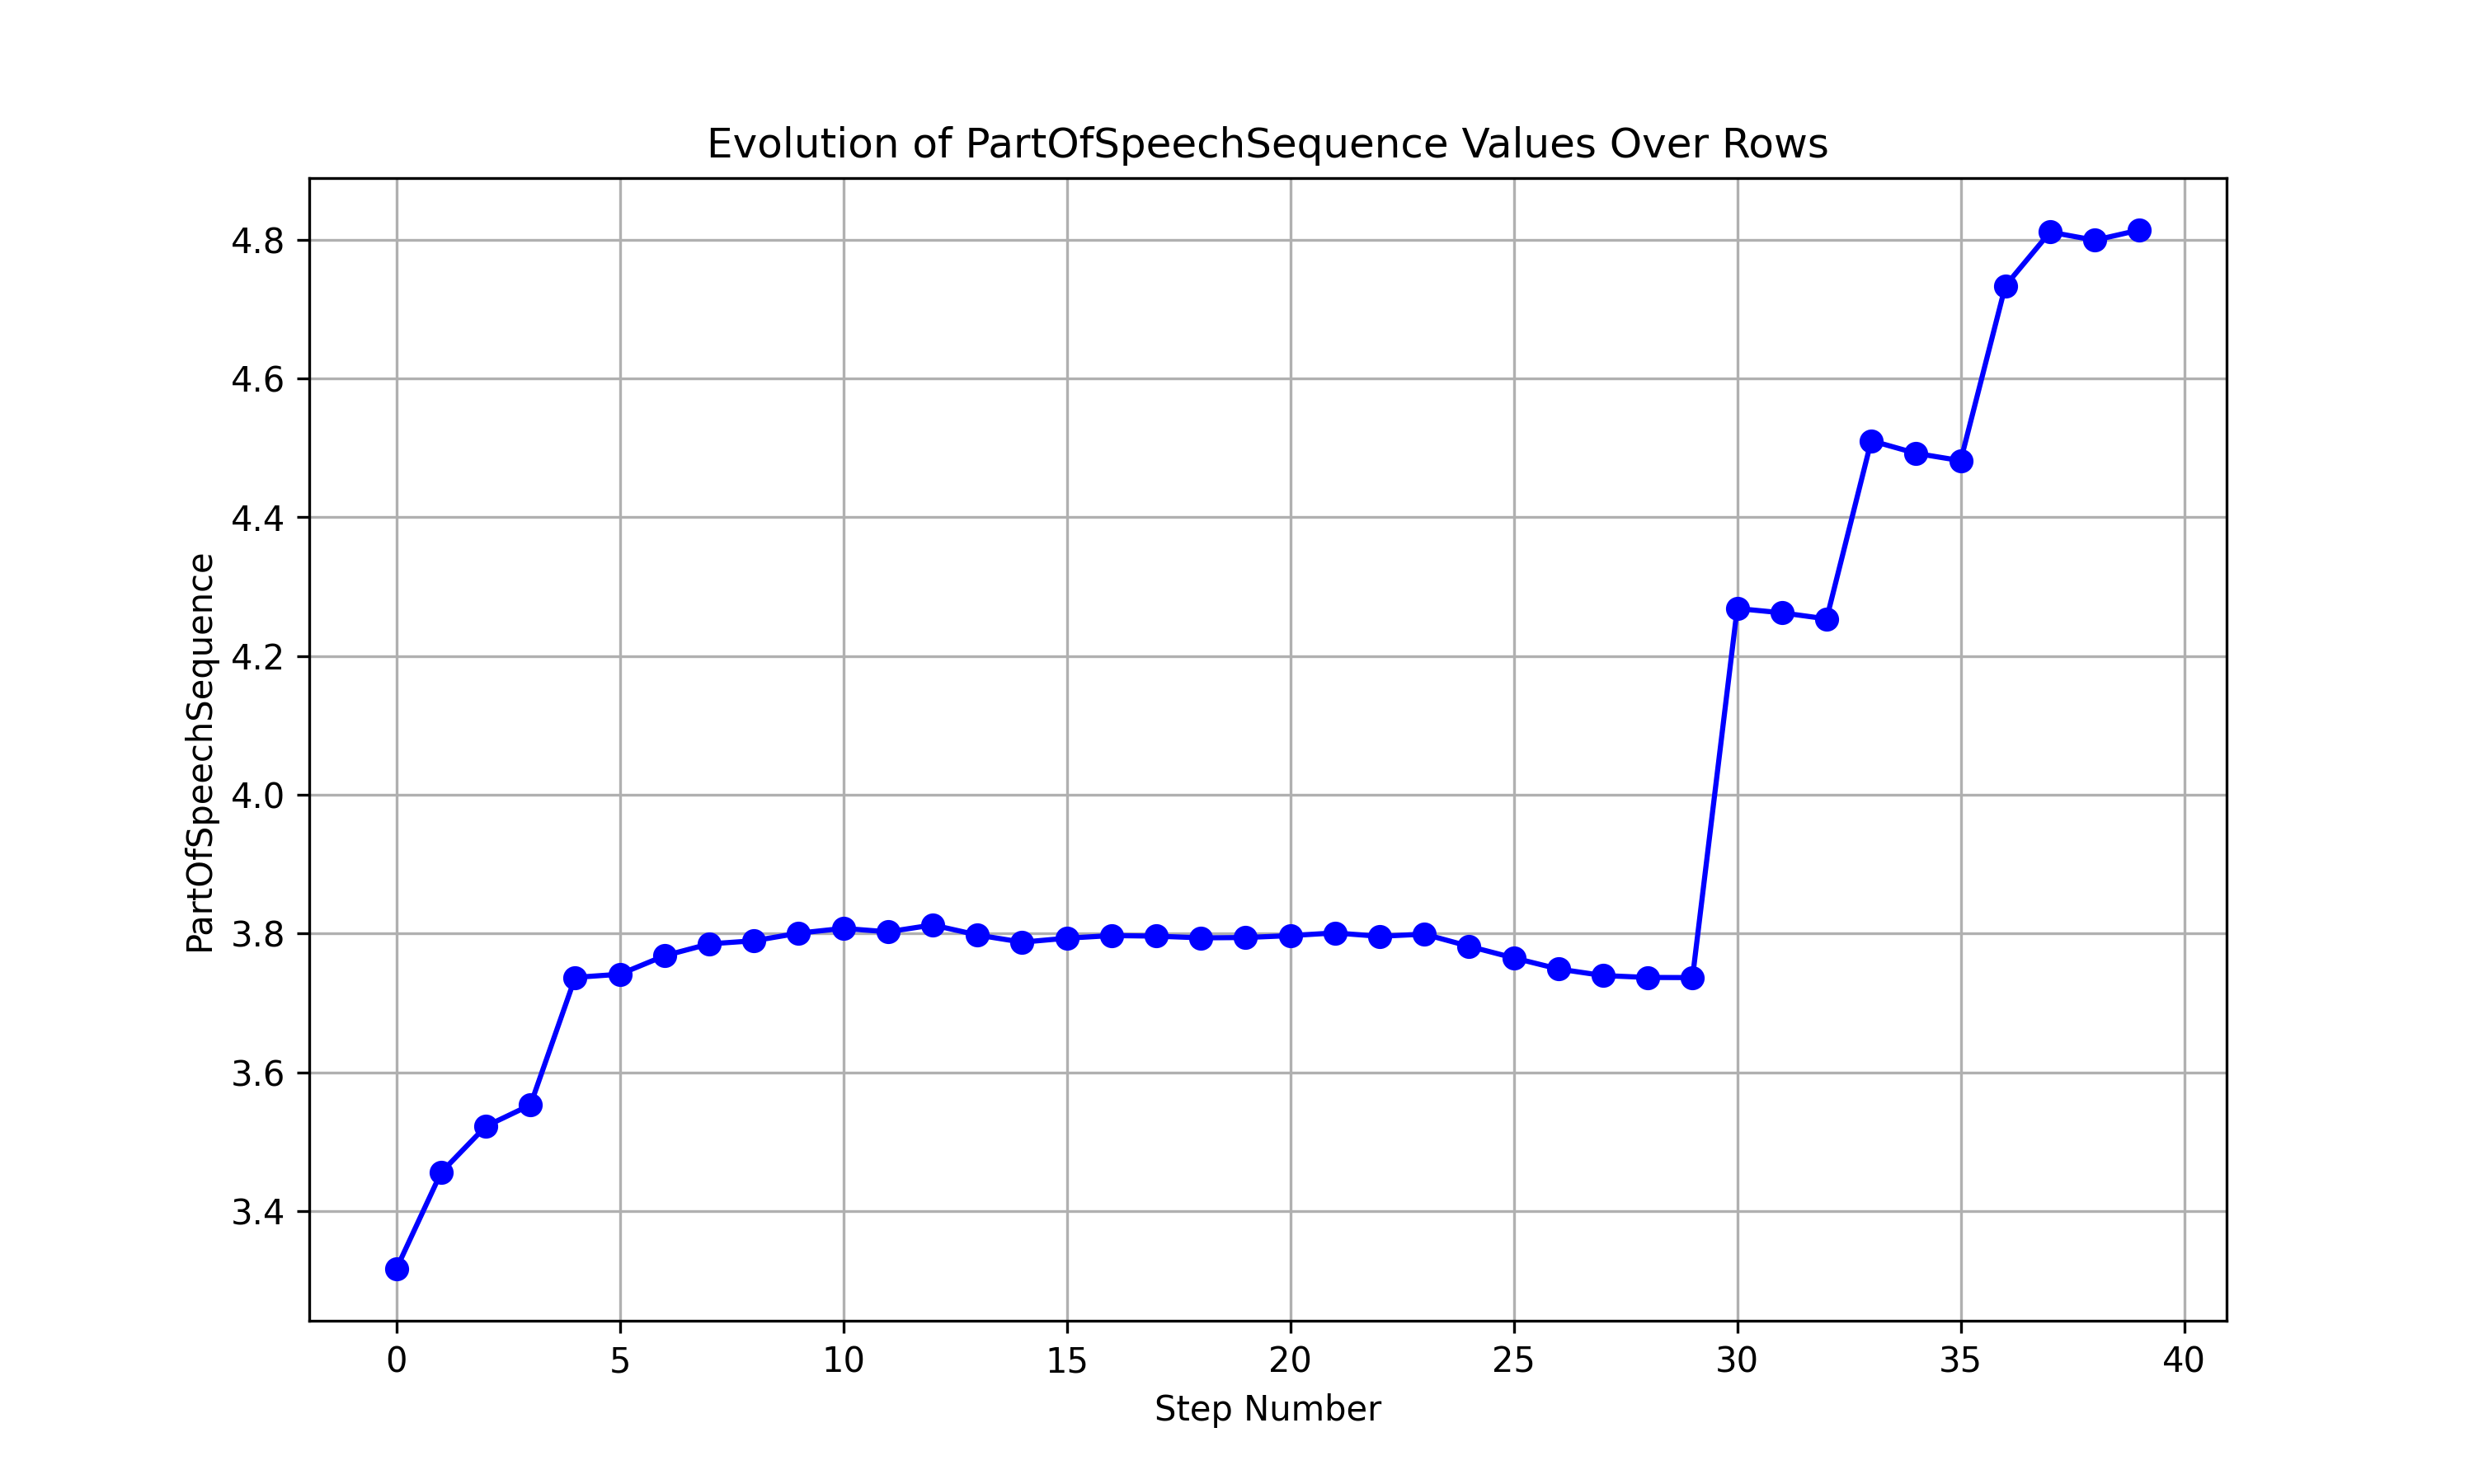 Evolution of PartOfSpeechSequence Values Over Rows
PartOfSpeechSequence
4.8
4.6
4.4
4.2
4.0
3.8
3.6
3.4
0 5 10 15 20 25 30 35 40
Step Number